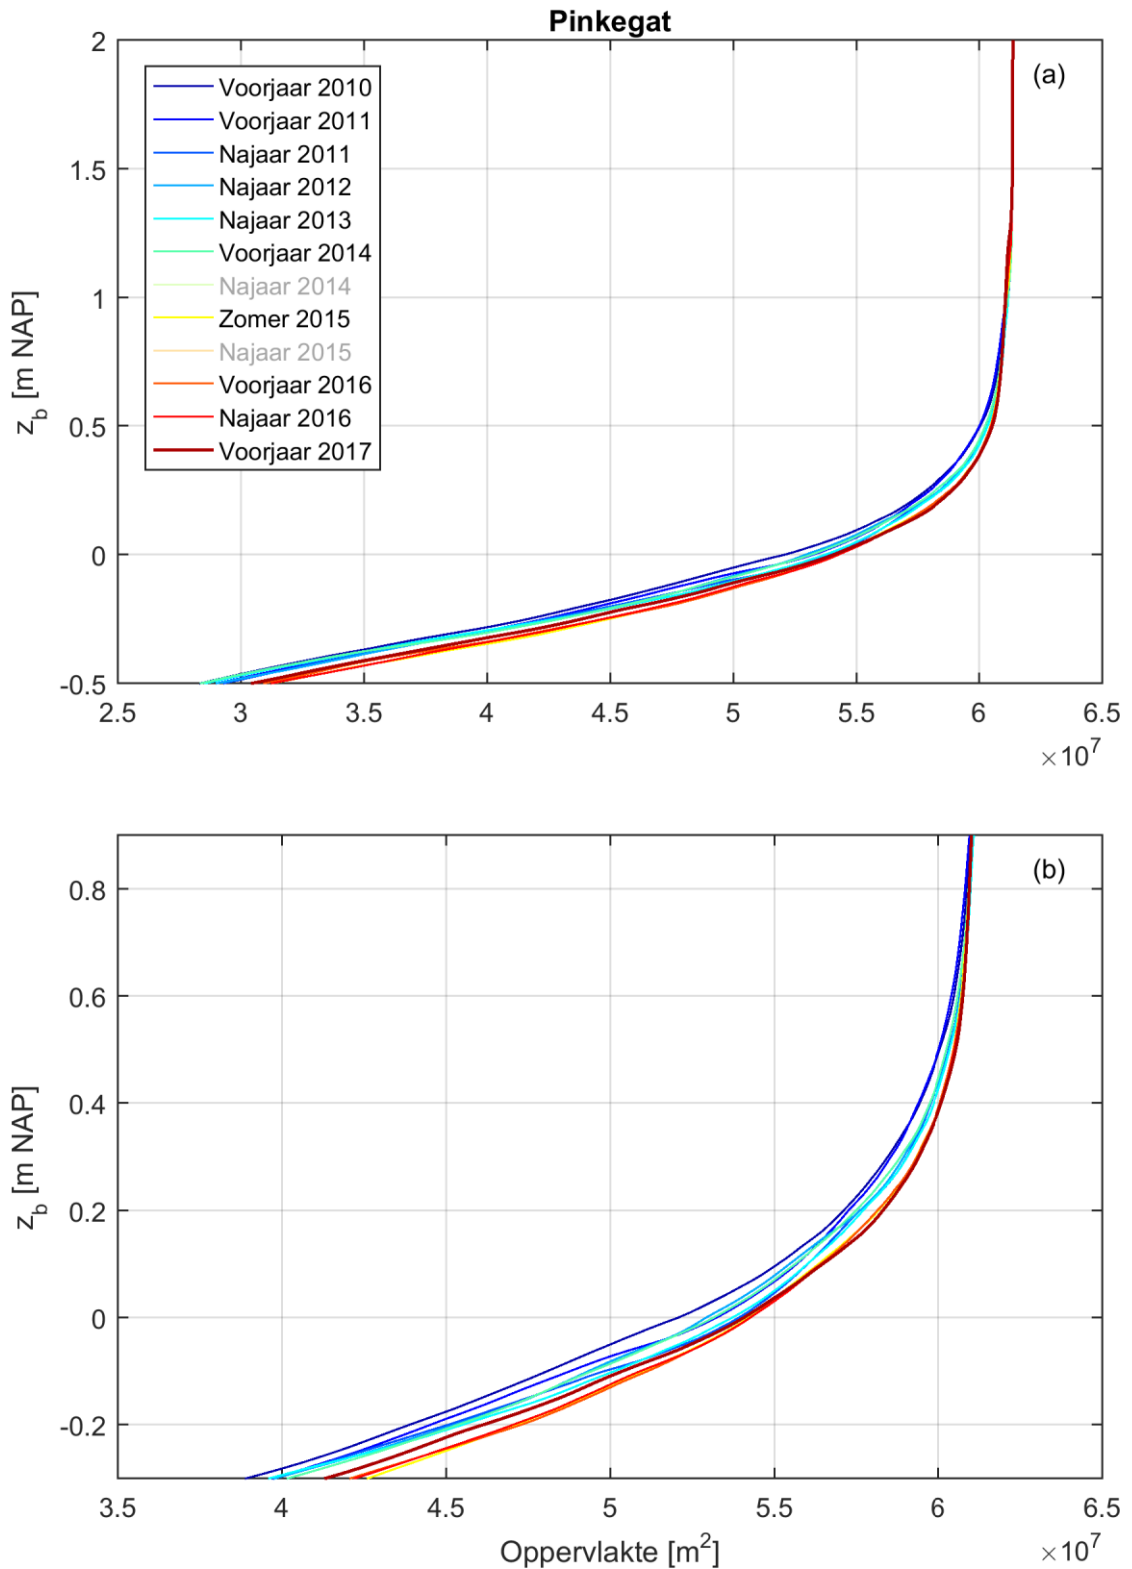 Pinkegat
2
(a)
Voorjaar 2010
Voorjaar 2011
Najaar 2011
Najaar 2012
Najaar 2013
Voorjaar 2014
Najaar 2014
Zomer 2015
Najaar 2015
Voorjaar 2016
Najaar 2016
Voorjaar 2017
1.5
1
0.5
0
-0.5
z_b [m NAP]
2.5 3 3.5 4 4.5 5 5.5 6 6.5
×10^7
(b)
0.8
0.6
0.4
0.2
0
-0.2
z_b [m NAP]
3.5 4 4.5 5 5.5 6 6.5
Oppervlakte [m²]
×10^7